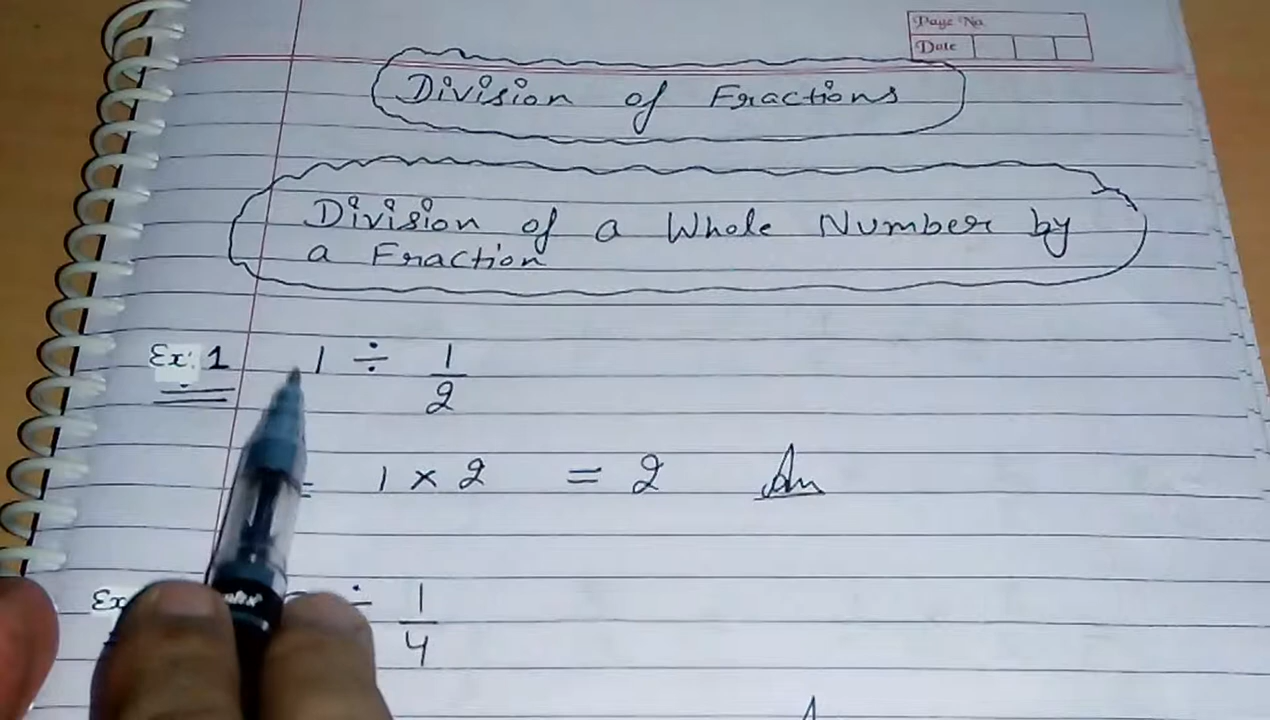 Page No.
Date
Division of Fractions
Division of a Whole Number by
a Fraction
Ex: 1 1 ÷ 1/2
= 1 × 2 = 2 Ans
Ex ÷ 1/4